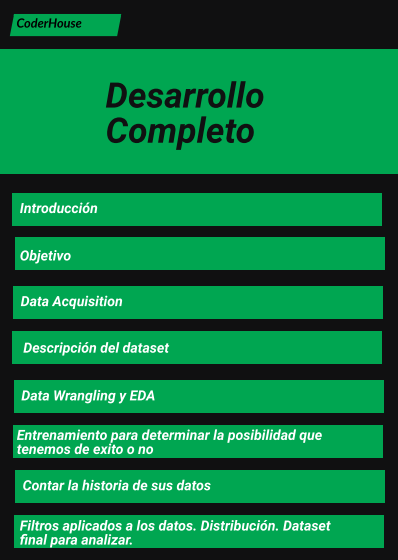 CoderHouse
Desarrollo
Completo
Introducción
Objetivo
Data Acquisition
Descripción del dataset
Data Wrangling y EDA
Entrenamiento para determinar la posibilidad que
tenemos de exito o no
Contar la historia de sus datos
Filtros aplicados a los datos. Distribución. Dataset
final para analizar.